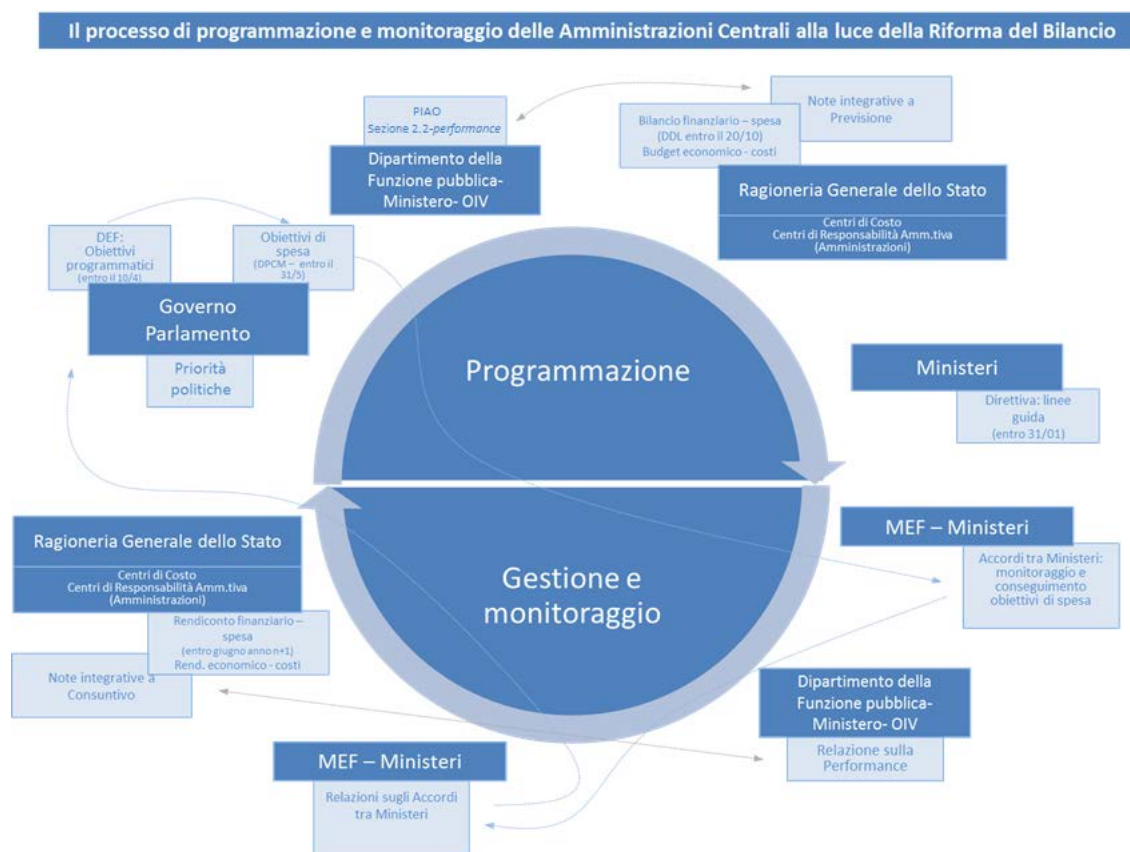 Il processo di programmazione e monitoraggio delle Amministrazioni Centrali alla luce della Riforma del Bilancio
PIAO
Sezione 2.2-performance
Dipartimento della
Funzione pubblica-
Ministero- OIV
Note integrative a
Previsione
Bilancio finanziario – spesa
(DDL entro il 20/10)
Budget economico - costi
Ragioneria Generale dello Stato
Centri di Costo
Centri di Responsabilità Amm.tiva
(Amministrazioni)
DEF:
Obiettivi
programmatici
(entro il 10/4)
Obiettivi di
spesa
(DPCM – entro il
31/5)
Governo
Parlamento
Priorità
politiche
Programmazione
Ministeri
Direttiva: linee
guida
(entro 31/01)
MEF – Ministeri
Accordi tra Ministeri:
monitoraggio e
conseguimento
obiettivi di spesa
Gestione e
monitoraggio
Ragioneria Generale dello Stato
Centri di Costo
Centri di Responsabilità Amm.tiva
(Amministrazioni)
Rendiconto finanziario –
spesa
(entro giugno anno n+1)
Rend. economico - costi
Note integrative a
Consuntivo
Dipartimento della
Funzione pubblica-
Ministero- OIV
Relazione sulla
Performance
MEF – Ministeri
Relazioni sugli Accordi
tra Ministeri